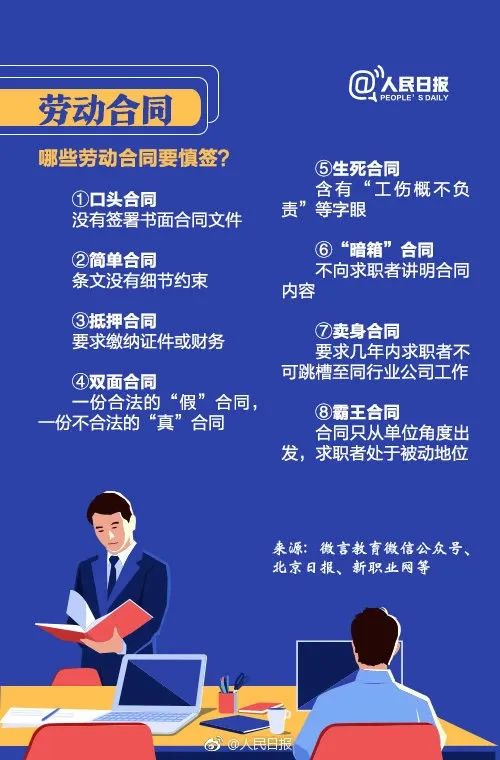 @人民日报
PEOPLE'S DAILY
劳动合同
哪些劳动合同要慎签?
①口头合同
没有签署书面合同文件
②简单合同
条文没有细节约束
③抵押合同
要求缴纳证件或财务
④双面合同
一份合法的“假”合同,
一份不合法的“真”合同
⑤生死合同
含有“工伤概不负
责”等字眼
⑥“暗箱”合同
不向求职者讲明合同
内容
⑦卖身合同
要求几年内求职者不
可跳槽至同行业公司工作
⑧霸王合同
合同只从单位角度出
发,求职者处于被动地位
来源:微言教育微信公众号、
北京日报、新职业网等
@人民日报